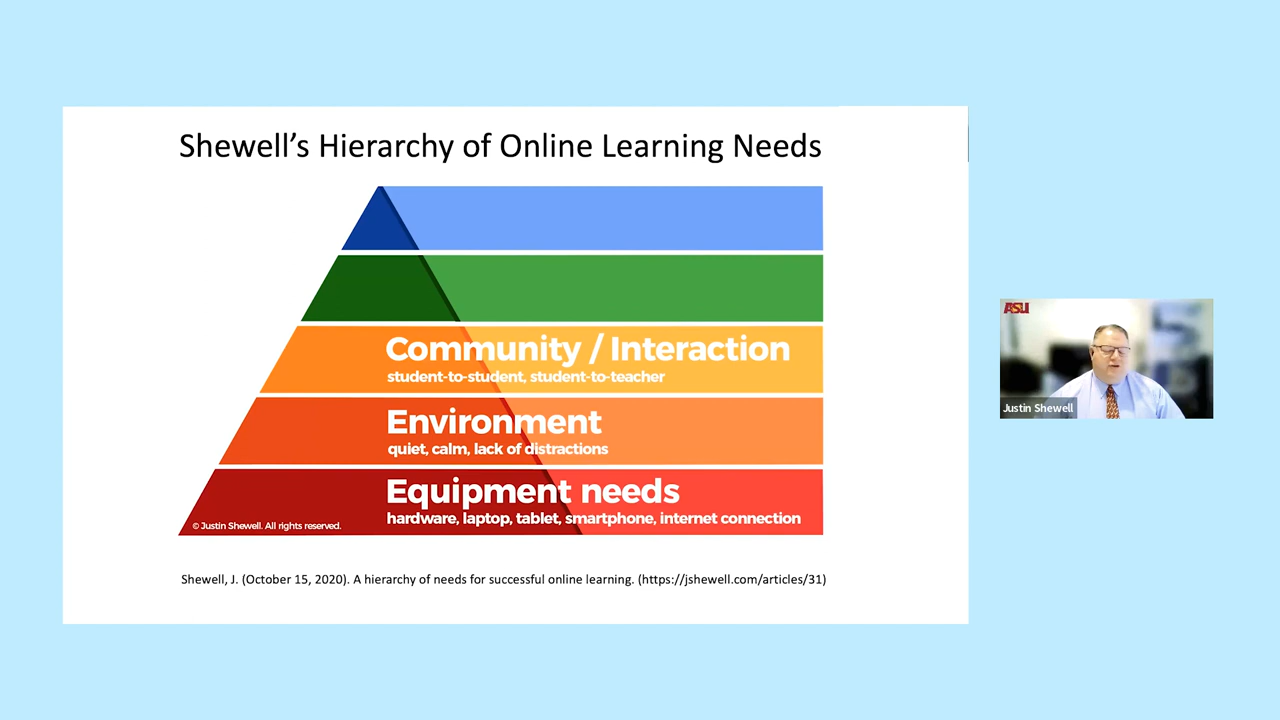 Shewell’s Hierarchy of Online Learning Needs
Community / Interaction
student-to-student, student-to-teacher
Environment
quiet, calm, lack of distractions
Equipment needs
hardware, laptop, tablet, smartphone, internet connection
© Justin Shewell. All rights reserved.
Shewell, J. (October 15, 2020). A hierarchy of needs for successful online learning. (https://jshewell.com/articles/31)
ASU
Justin Shewell